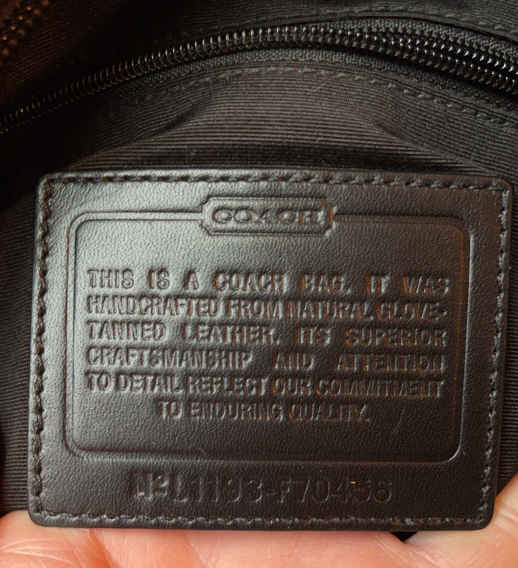 COACH
THIS IS A COACH BAG. IT WAS
HANDCRAFTED FROM NATURAL GLOVE-
TANNED LEATHER. ITS SUPERIOR
CRAFTSMANSHIP AND ATTENTION
TO DETAIL REFLECT OUR COMMITMENT
TO ENDURING QUALITY.
Nº L1193-F70456